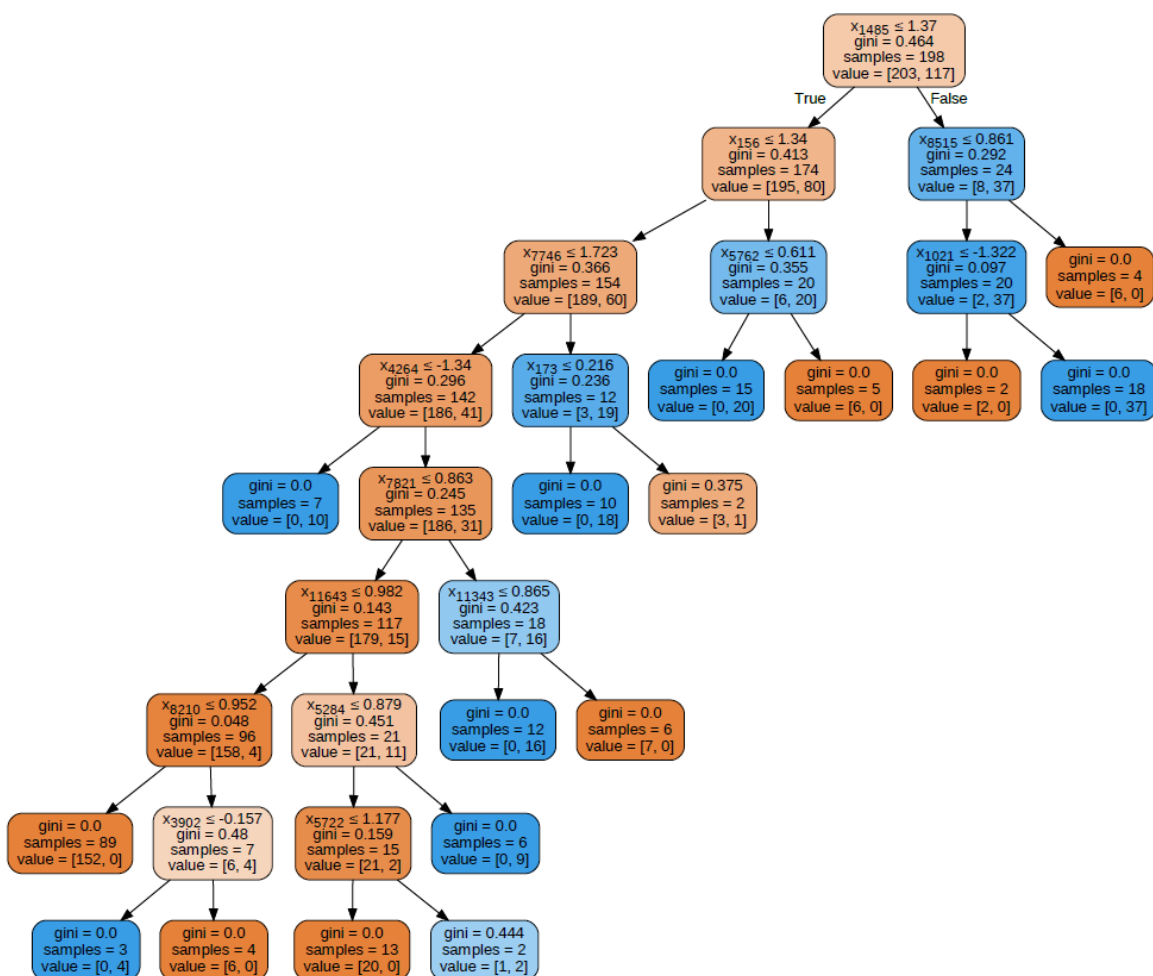 x1485 ≤ 1.37
gini = 0.464
samples = 198
value = [203, 117]
True
False
x156 ≤ 1.34
gini = 0.413
samples = 174
value = [195, 80]
x8515 ≤ 0.861
gini = 0.292
samples = 24
value = [8, 37]
x7746 ≤ 1.723
gini = 0.366
samples = 154
value = [189, 60]
x5762 ≤ 0.611
gini = 0.355
samples = 20
value = [6, 20]
x1021 ≤ -1.322
gini = 0.097
samples = 20
value = [2, 37]
gini = 0.0
samples = 4
value = [6, 0]
x4264 ≤ -1.34
gini = 0.296
samples = 142
value = [186, 41]
x173 ≤ 0.216
gini = 0.236
samples = 12
value = [3, 19]
gini = 0.0
samples = 15
value = [0, 20]
gini = 0.0
samples = 5
value = [6, 0]
gini = 0.0
samples = 2
value = [2, 0]
gini = 0.0
samples = 18
value = [0, 37]
gini = 0.0
samples = 7
value = [0, 10]
x7821 ≤ 0.863
gini = 0.245
samples = 135
value = [186, 31]
gini = 0.0
samples = 10
value = [0, 18]
gini = 0.375
samples = 2
value = [3, 1]
x11643 ≤ 0.982
gini = 0.143
samples = 117
value = [179, 15]
x11343 ≤ 0.865
gini = 0.423
samples = 18
value = [7, 16]
x8210 ≤ 0.952
gini = 0.048
samples = 96
value = [158, 4]
x5284 ≤ 0.879
gini = 0.451
samples = 21
value = [21, 11]
gini = 0.0
samples = 12
value = [0, 16]
gini = 0.0
samples = 6
value = [7, 0]
gini = 0.0
samples = 89
value = [152, 0]
x3902 ≤ -0.157
gini = 0.48
samples = 7
value = [6, 4]
x5722 ≤ 1.177
gini = 0.159
samples = 15
value = [21, 2]
gini = 0.0
samples = 6
value = [0, 9]
gini = 0.0
samples = 3
value = [0, 4]
gini = 0.0
samples = 4
value = [6, 0]
gini = 0.0
samples = 13
value = [20, 0]
gini = 0.444
samples = 2
value = [1, 2]